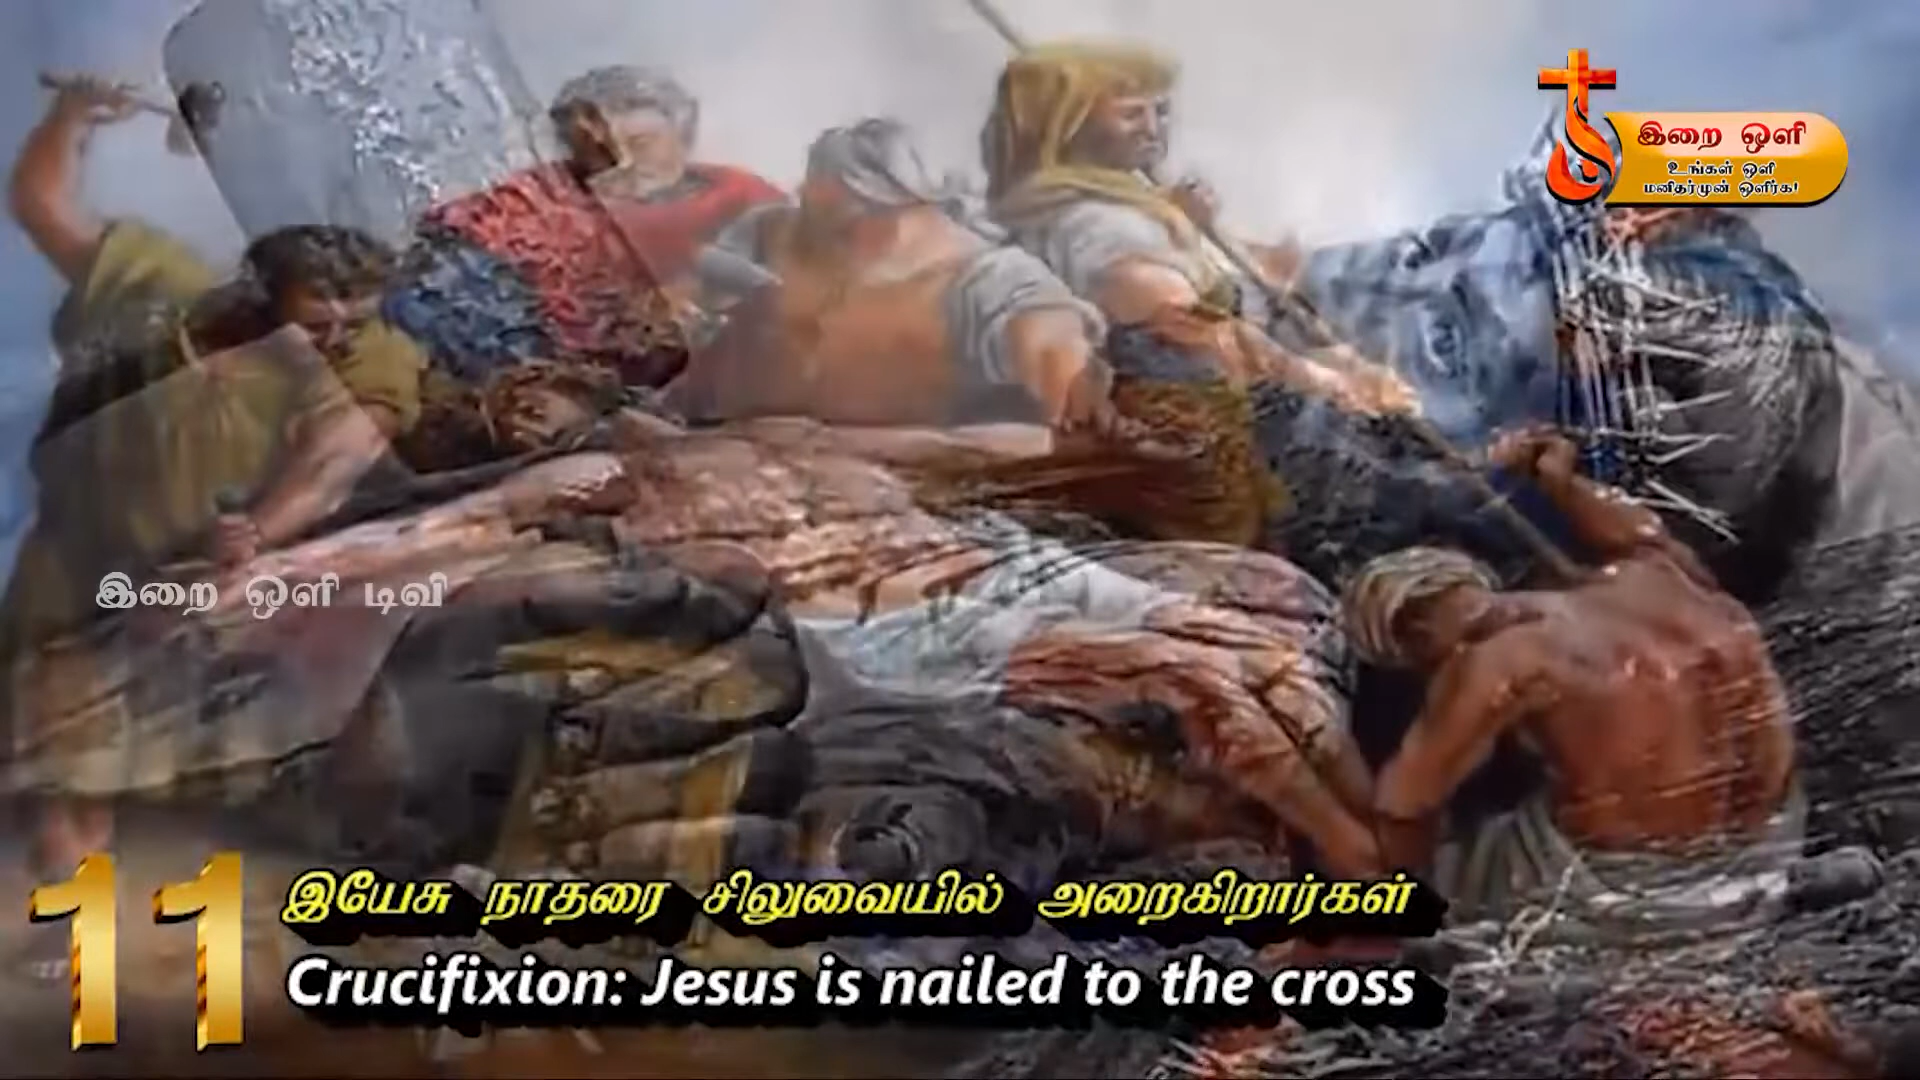 இறை ஒளி
உங்கள் ஒளி
மனிதர்முன் ஒளிர்க!
இறை ஒளி டிவி
11
இயேசு நாதரை சிலுவையில் அறைகிறார்கள்
Crucifixion: Jesus is nailed to the cross